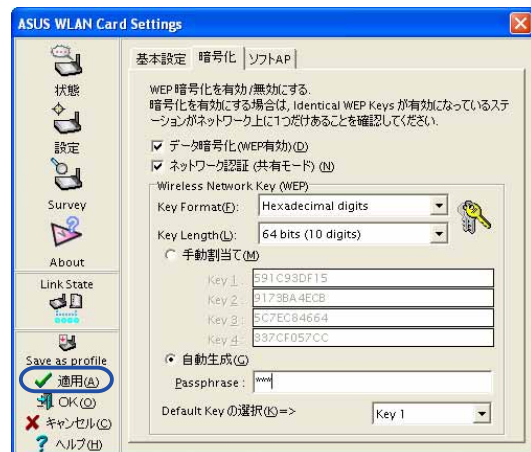 ASUS WLAN Card Settings
状態
設定
Survey
About
Link State
Save as profile
適用(A)
OK(O)
キャンセル(C)
ヘルプ(H)
基本設定 暗号化 ソフトAP
WEP 暗号化を有効/無効にする.
暗号化を有効にする場合は, Identical WEP Keys が有効になっているステ
ーションがネットワーク上に1つだけあることを確認してください.
データ暗号化(WEP有効)(D)
ネットワーク認証 (共有モード) (N)
Wireless Network Key (WEP)
Key Format(F): Hexadecimal digits
Key Length(L): 64 bits (10 digits)
手動割当て(M)
Key 1 : 591C93DF15
Key 2 : 9173BA4ECB
Key 3 : 5C7EC84664
Key 4 : 337CF057CC
自動生成(G)
Passphrase : www
Default Key の選択(K)=> Key 1